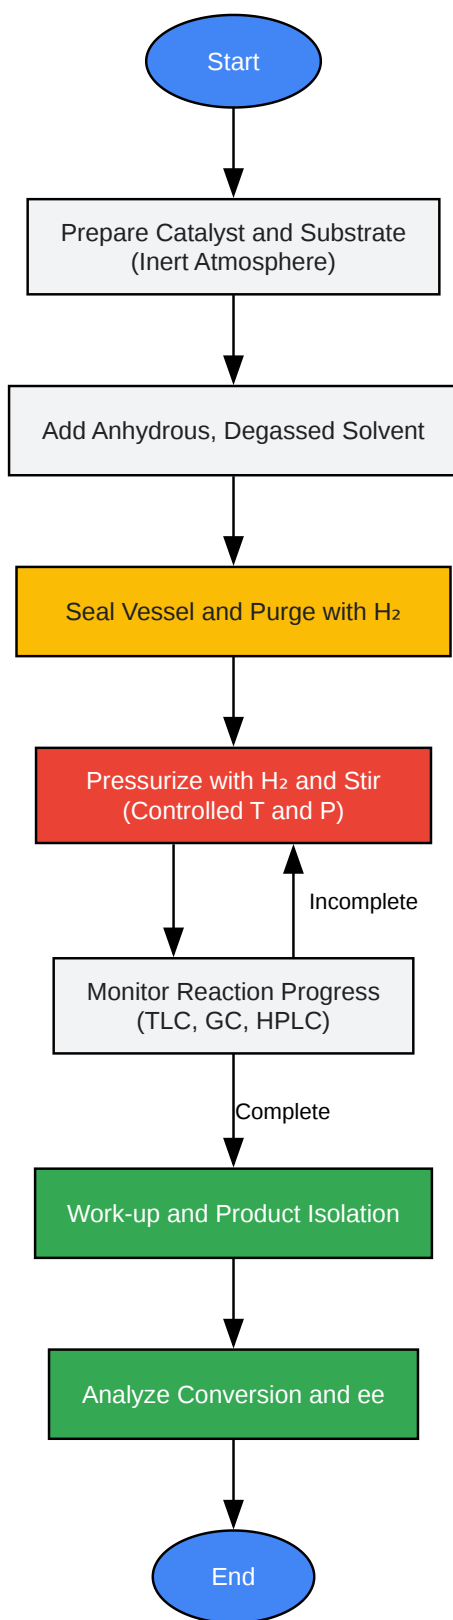 Start
Prepare Catalyst and Substrate
(Inert Atmosphere)
Add Anhydrous, Degassed Solvent
Seal Vessel and Purge with H₂
Pressurize with H₂ and Stir
(Controlled T and P)
Incomplete
Monitor Reaction Progress
(TLC, GC, HPLC)
Complete
Work-up and Product Isolation
Analyze Conversion and ee
End